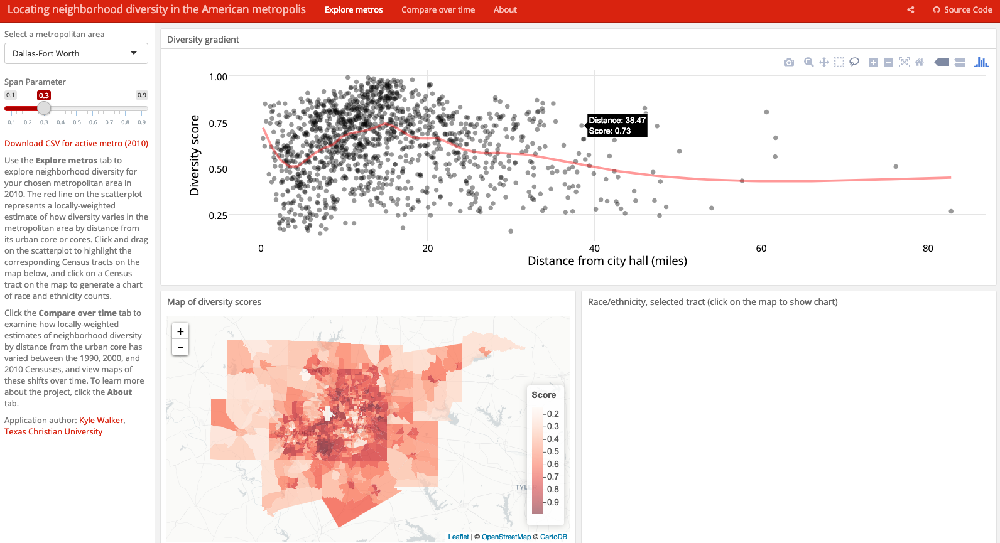 Locating neighborhood diversity in the American metropolis
Explore metros
Compare over time
About
Source Code
Select a metropolitan area
Dallas-Fort Worth
Span Parameter
0.1
0.3
0.9
0.1 0.2 0.3 0.4 0.5 0.6 0.7 0.8 0.9
Download CSV for active metro (2010)
Use the Explore metros tab to
explore neighborhood diversity for
your chosen metropolitan area in
2010. The red line on the scatterplot
represents a locally-weighted
estimate of how diversity varies in the
metropolitan area by distance from
its urban core or cores. Click and drag
on the scatterplot to highlight the
corresponding Census tracts on the
map below, and click on a Census
tract on the map to generate a chart
of race and ethnicity counts.
Click the Compare over time tab to
examine how locally-weighted
estimates of neighborhood diversity
by distance from the urban core has
varied between the 1990, 2000, and
2010 Censuses, and view maps of
these shifts over time. To learn more
about the project, click the About
tab.
Application author: Kyle Walker,
Texas Christian University
Diversity gradient
1.00
0.75
0.50
0.25
Diversity score
Distance: 38.47
Score: 0.73
0 20 40 60 80
Distance from city hall (miles)
Map of diversity scores
+
−
DENTON
FORT WORTH
TYL
Score
0.2
0.3
0.4
0.5
0.6
0.7
0.8
0.9
Leaflet | © OpenStreetMap © CartoDB
Race/ethnicity, selected tract (click on the map to show chart)